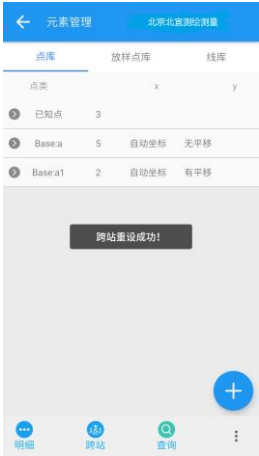 元素管理 北京北宜测绘测量
点库 放样点库 线库
点类 x y
已知点 3
Base:a 5 自动坐标 无平移
Base:a1 2 自动坐标 有平移
跨站重设成功!
明细 跨站 查询